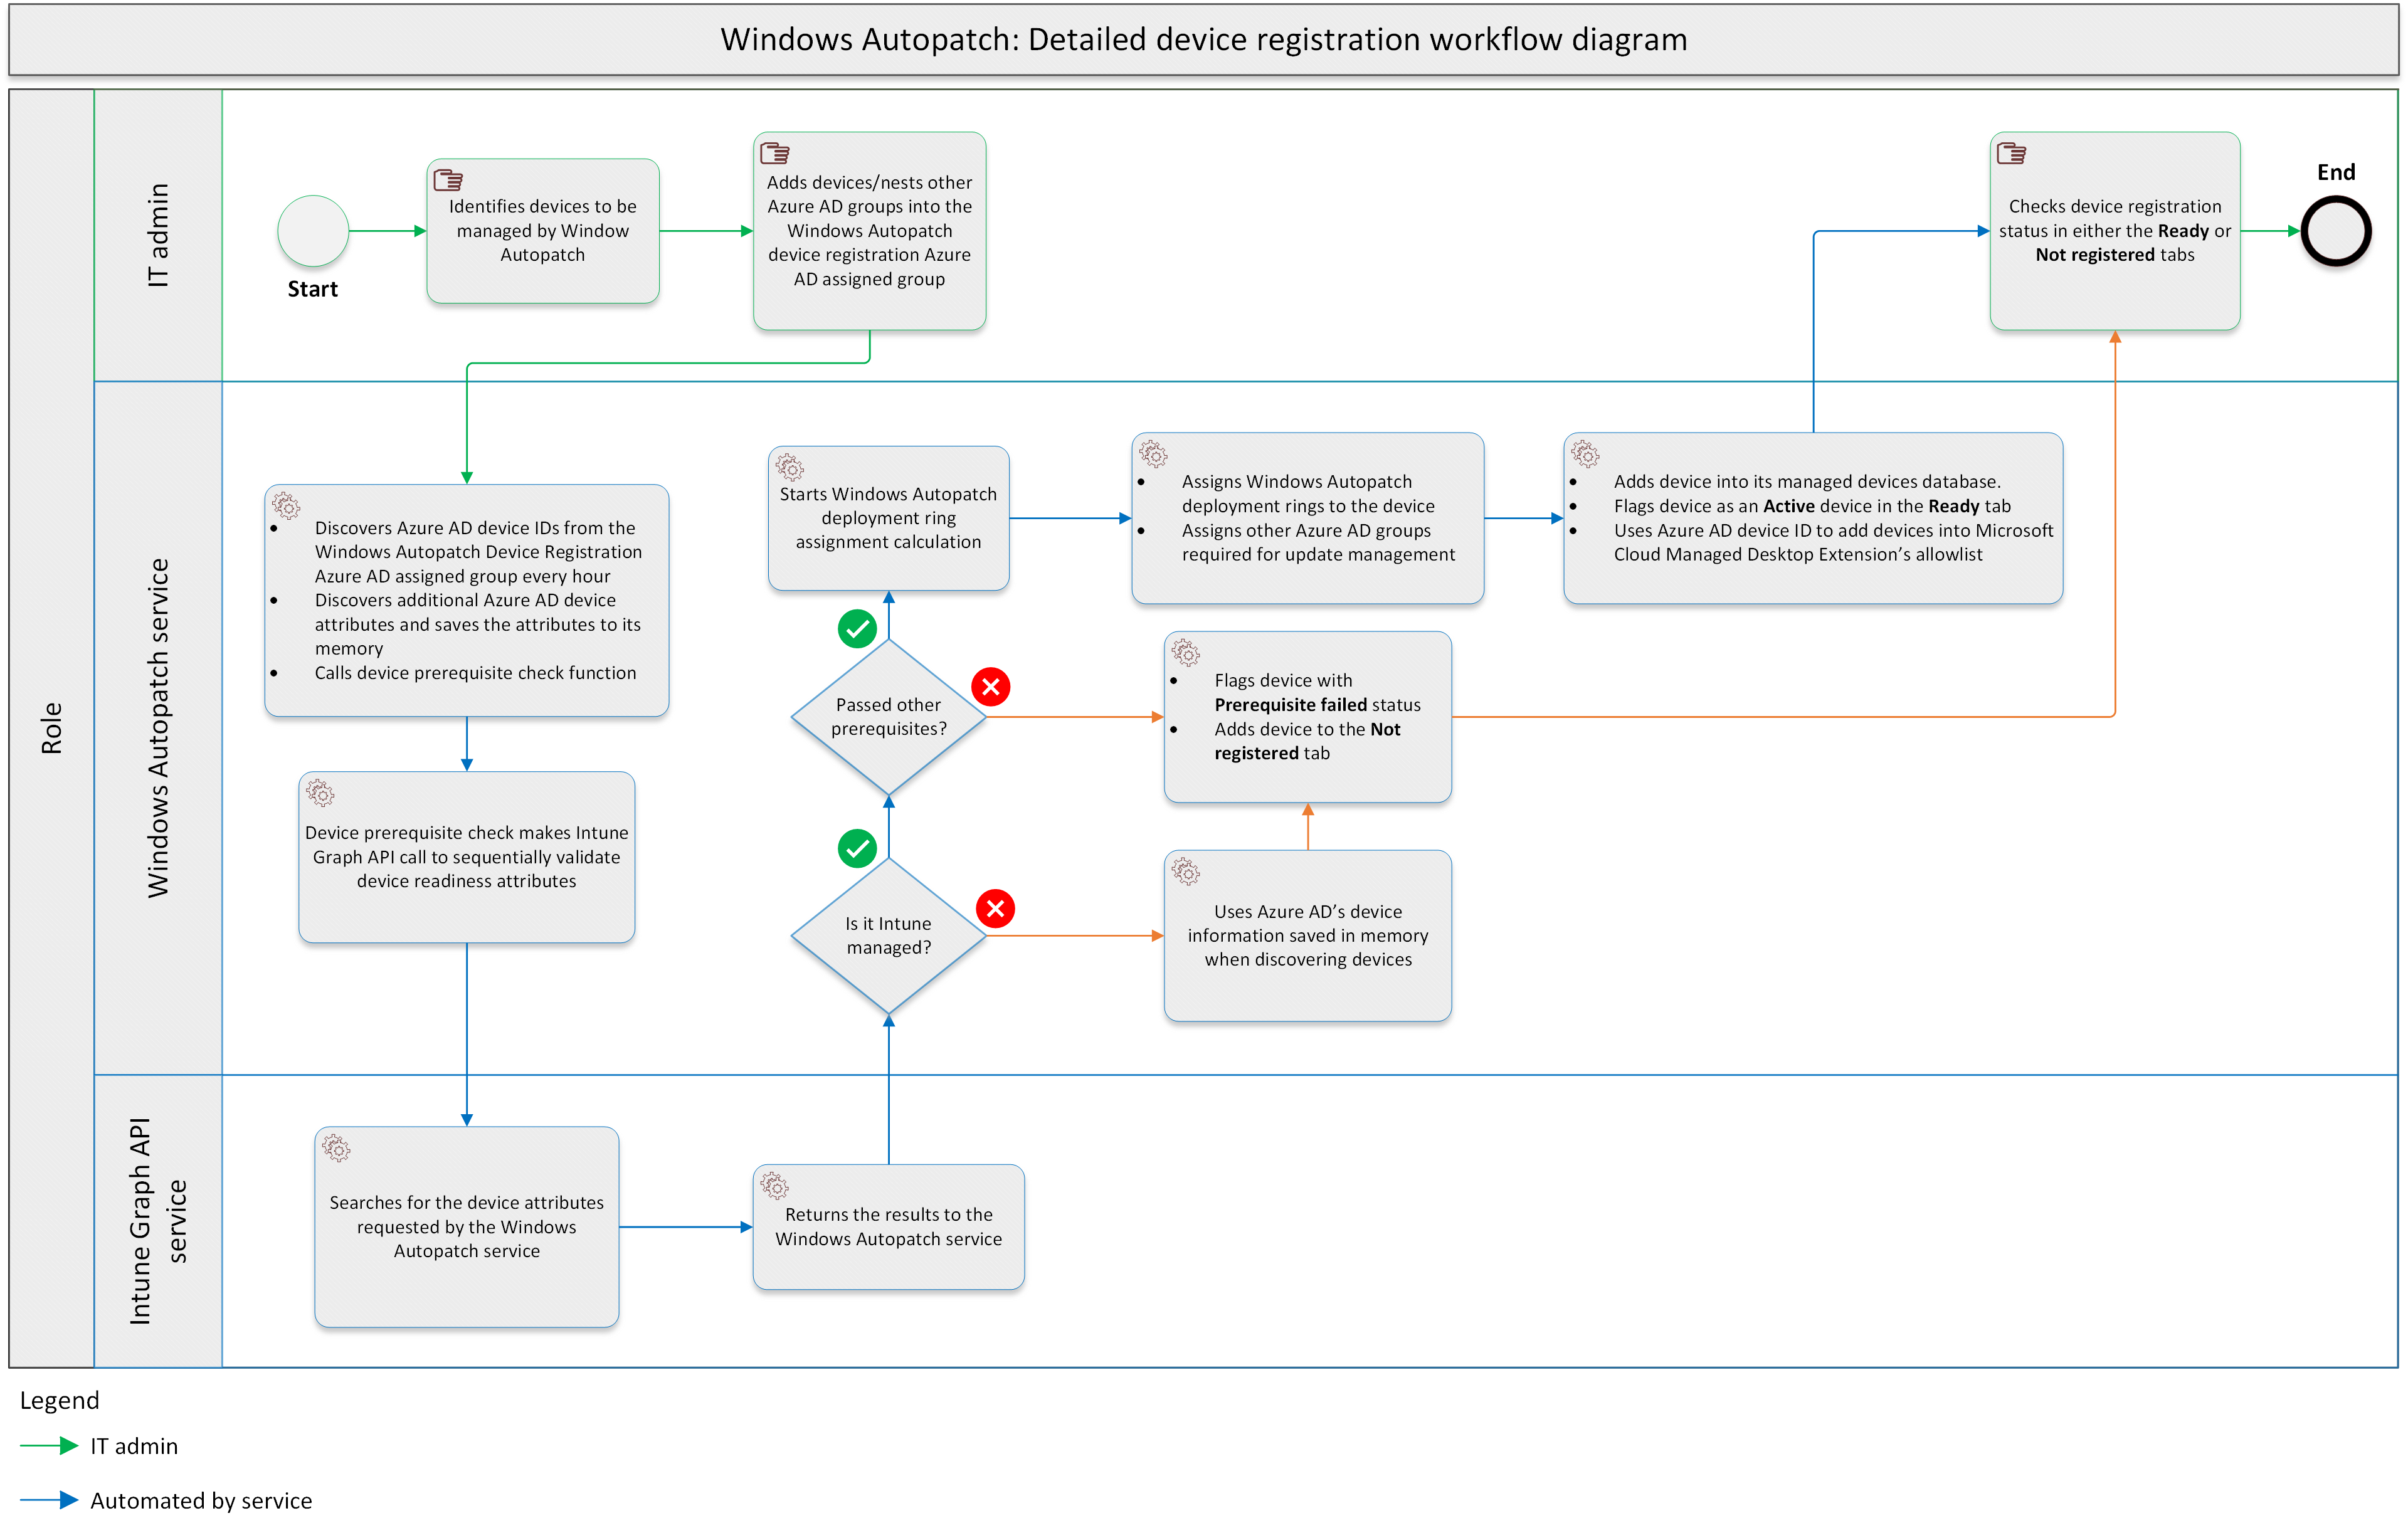 Windows Autopatch: Detailed device registration workflow diagram
Role
IT admin
Start
Identifies devices to be
managed by Window
Autopatch
Adds devices/nests other
Azure AD groups into the
Windows Autopatch
device registration Azure
AD assigned group
Checks device registration
status in either the Ready or
Not registered tabs
End
Windows Autopatch service
• Discovers Azure AD device IDs from the
Windows Autopatch Device Registration
Azure AD assigned group every hour
• Discovers additional Azure AD device
attributes and saves the attributes to its
memory
• Calls device prerequisite check function
Device prerequisite check makes Intune
Graph API call to sequentially validate
device readiness attributes
Starts Windows Autopatch
deployment ring
assignment calculation
• Assigns Windows Autopatch
deployment rings to the device
• Assigns other Azure AD groups
required for update management
• Adds device into its managed devices database.
• Flags device as an Active device in the Ready tab
• Uses Azure AD device ID to add devices into Microsoft
Cloud Managed Desktop Extension’s allowlist
Passed other
prerequisites?
• Flags device with
Prerequisite failed status
• Adds device to the Not
registered tab
Is it Intune
managed?
Uses Azure AD’s device
information saved in memory
when discovering devices
Intune Graph API
service
Searches for the device attributes
requested by the Windows
Autopatch service
Returns the results to the
Windows Autopatch service
Legend
IT admin
Automated by service